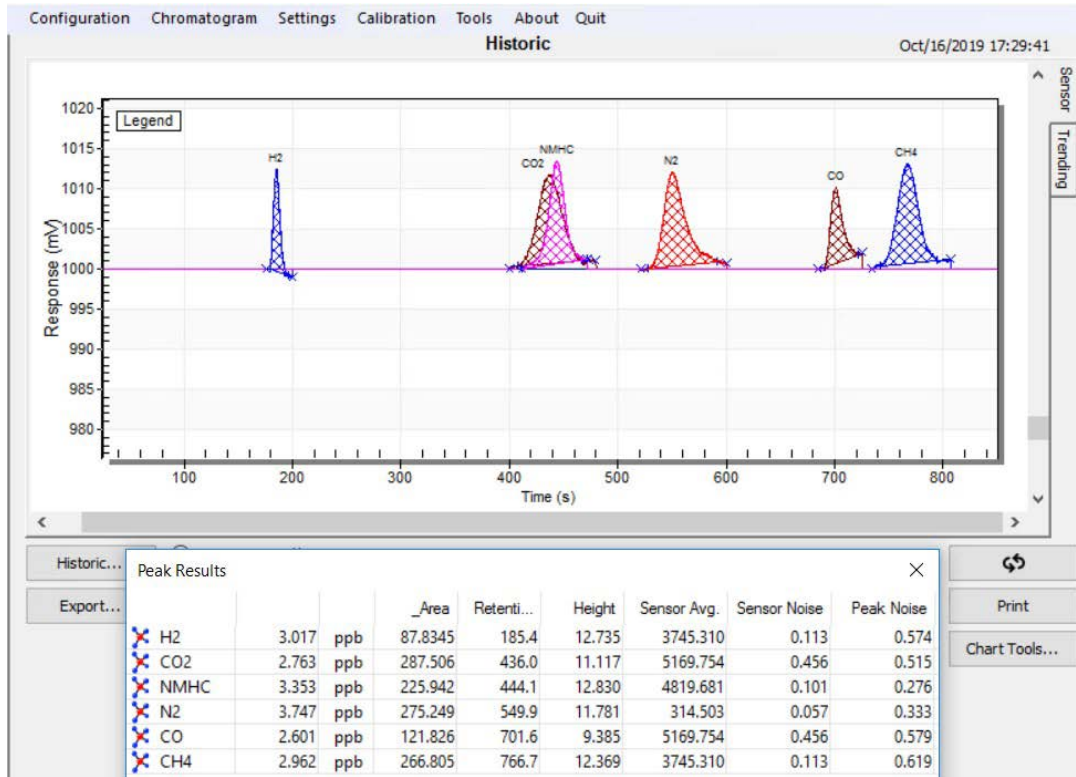 Configuration Chromatogram Settings Calibration Tools About Quit
Historic Oct/16/2019 17:29:41
Sensor
Trending
Legend
H2 CO2 NMHC N2 CO CH4
Response (mV)
1020
1015
1010
1005
1000
995
990
985
980
100 200 300 400 500 600 700 800
Time (s)
Historic...
Export...
Print
Chart Tools...
Peak Results
_Area Retenti... Height Sensor Avg. Sensor Noise Peak Noise
H2 3.017 ppb 87.8345 185.4 12.735 3745.310 0.113 0.574
CO2 2.763 ppb 287.506 436.0 11.117 5169.754 0.456 0.515
NMHC 3.353 ppb 225.942 444.1 12.830 4819.681 0.101 0.276
N2 3.747 ppb 275.249 549.9 11.781 314.503 0.057 0.333
CO 2.601 ppb 121.826 701.6 9.385 5169.754 0.456 0.579
CH4 2.962 ppb 266.805 766.7 12.369 3745.310 0.113 0.619